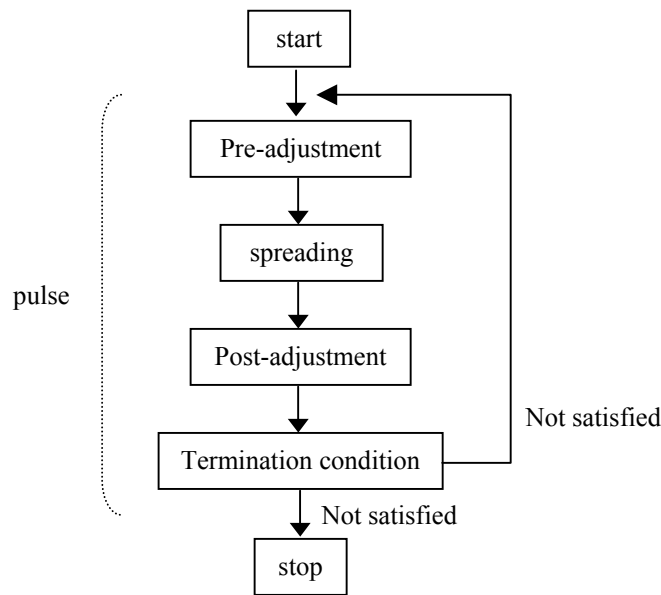 start
Pre-adjustment
spreading
pulse
Post-adjustment
Not satisfied
Termination condition
Not satisfied
stop